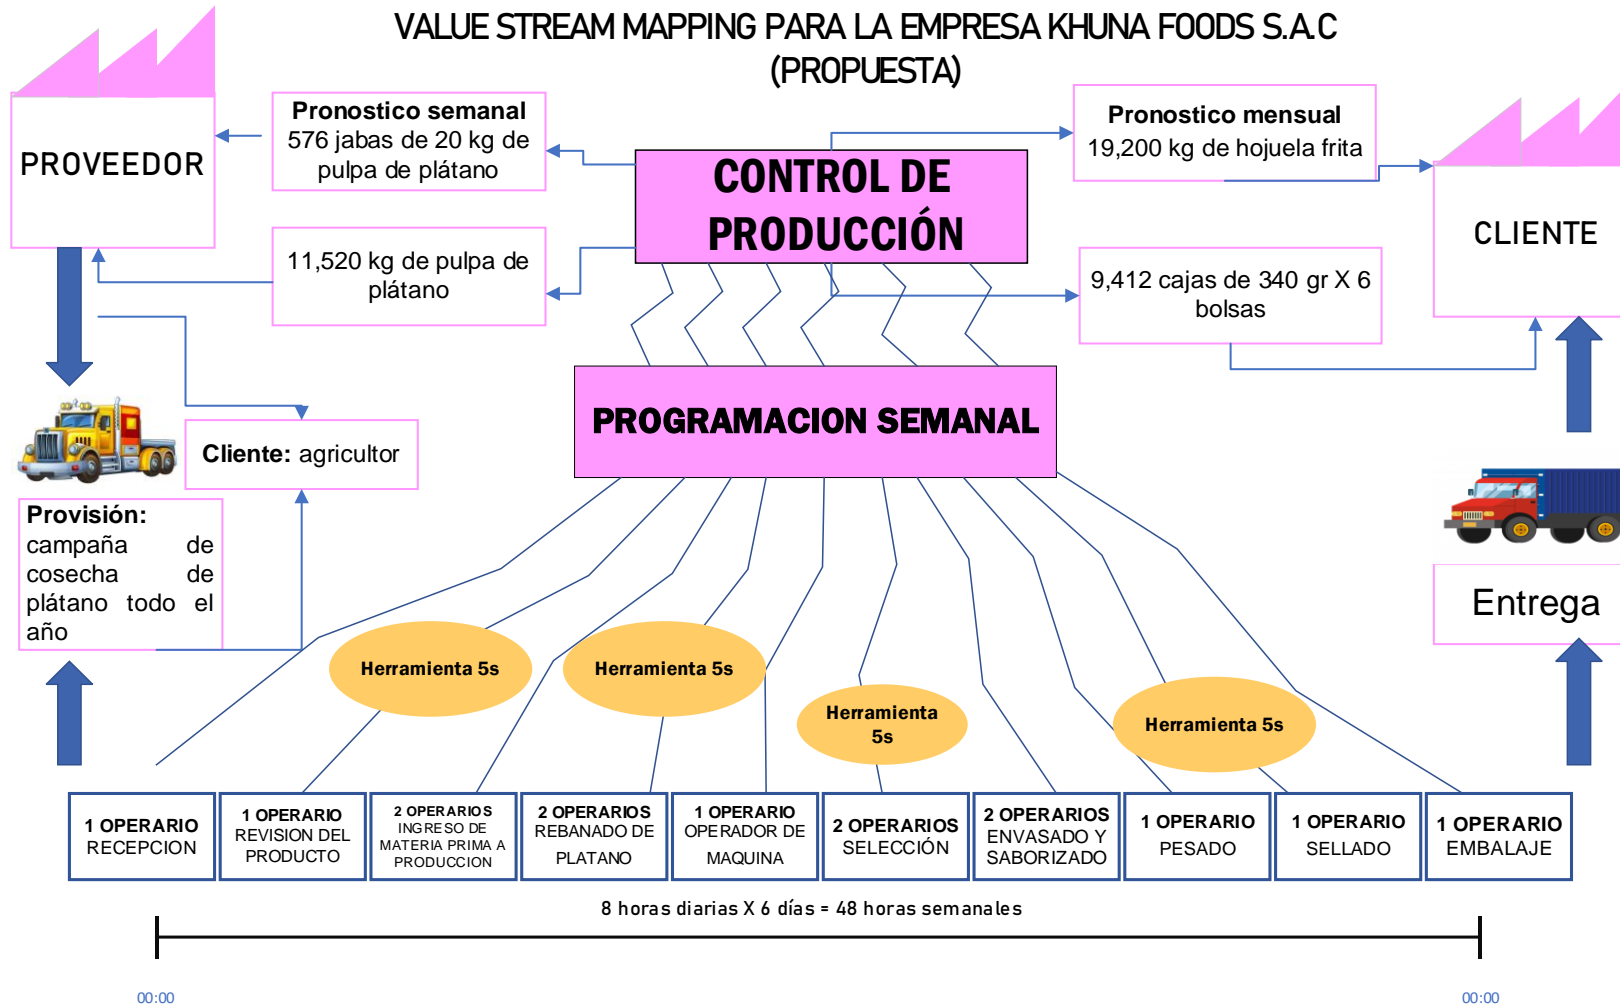 VALUE STREAM MAPPING PARA LA EMPRESA KHUNA FOODS S.A.C
(PROPUESTA)
PROVEEDOR
Pronostico semanal
576 jabas de 20 kg de
pulpa de plátano
11,520 kg de pulpa de
plátano
CONTROL DE
PRODUCCIÓN
Pronostico mensual
19,200 kg de hojuela frita
9,412 cajas de 340 gr X 6
bolsas
CLIENTE
PROGRAMACION SEMANAL
Cliente: agricultor
Provisión:
campaña de
cosecha de
plátano todo el
año
Entrega
Herramienta 5s
Herramienta 5s
Herramienta
5s
Herramienta 5s
1 OPERARIO
RECEPCION
1 OPERARIO
REVISION DEL
PRODUCTO
2 OPERARIOS
INGRESO DE
MATERIA PRIMA A
PRODUCCION
2 OPERARIOS
REBANADO DE
PLATANO
1 OPERARIO
OPERADOR DE
MAQUINA
2 OPERARIOS
SELECCIÓN
2 OPERARIOS
ENVASADO Y
SABORIZADO
1 OPERARIO
PESADO
1 OPERARIO
SELLADO
1 OPERARIO
EMBALAJE
8 horas diarias X 6 días = 48 horas semanales
00:00
00:00